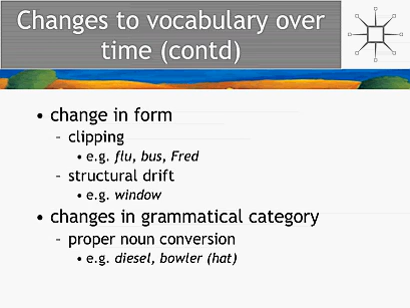 Changes to vocabulary over
time (contd)
• change in form
– clipping
• e.g. flu, bus, Fred
– structural drift
• e.g. window
• changes in grammatical category
– proper noun conversion
• e.g. diesel, bowler (hat)